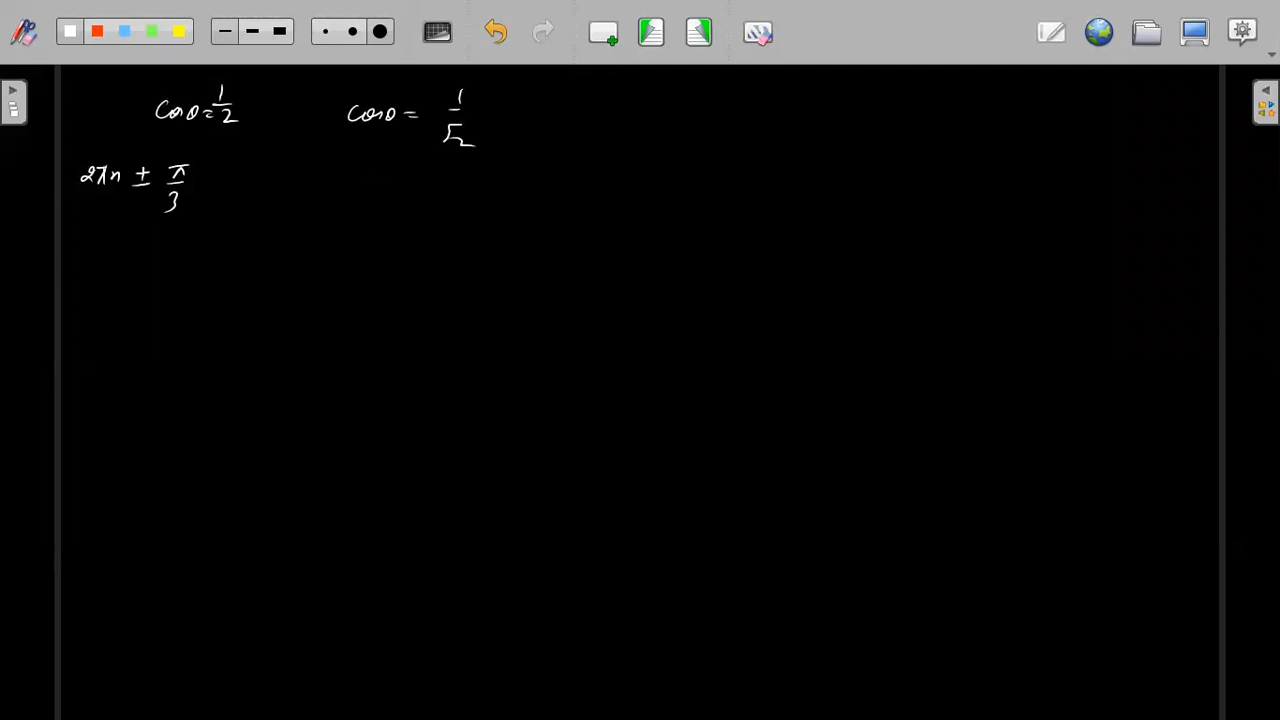 cosθ = 1/2 cosθ = 1/√2
2πn ± π/3